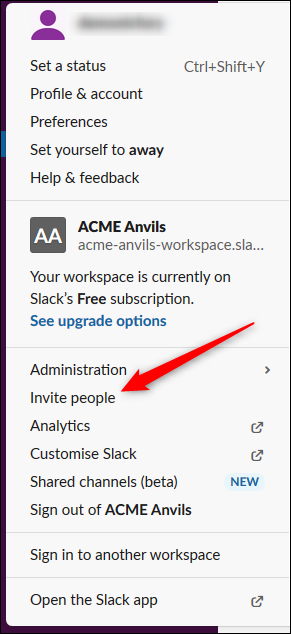 Set a status Ctrl+Shift+Y
Profile & account
Preferences
Set yourself to away
Help & feedback
AA ACME Anvils
acme-anvils-workspace.sla...
Your workspace is currently on
Slack's Free subscription.
See upgrade options
Administration
Invite people
Analytics
Customise Slack
Shared channels (beta) NEW
Sign out of ACME Anvils
Sign in to another workspace
Open the Slack app